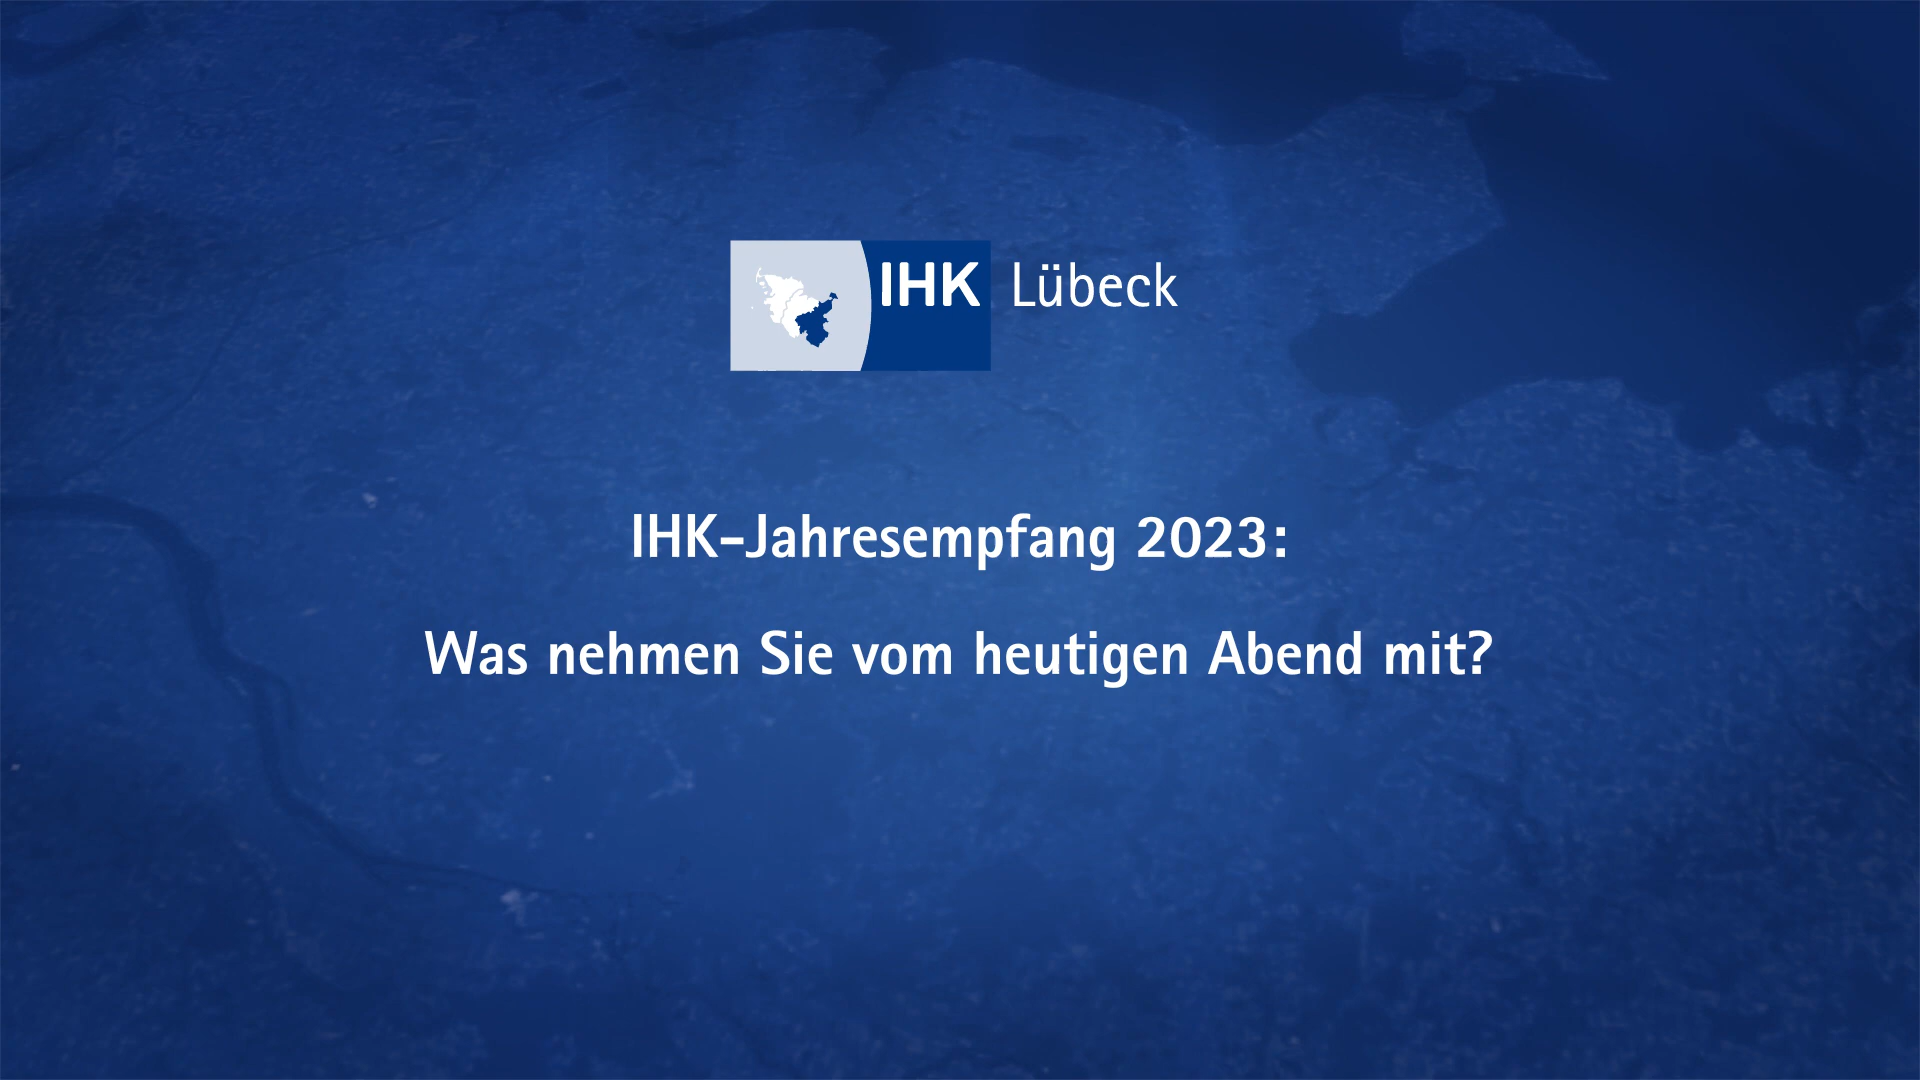 IHK Lübeck
IHK-Jahresempfang 2023:
Was nehmen Sie vom heutigen Abend mit?